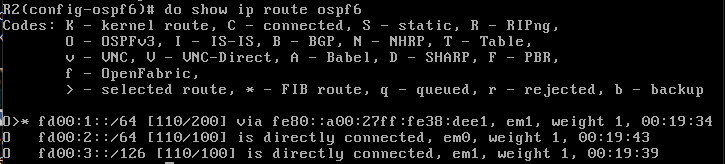 R2(config-ospf6)# do show ip route ospf6
Codes: K - kernel route, C - connected, S - static, R - RIPng,
       O - OSPFv3, I - IS-IS, B - BGP, N - NHRP, T - Table,
       v - VNC, V - VNC-Direct, A - Babel, D - SHARP, F - PBR,
       f - OpenFabric,
       > - selected route, * - FIB route, q - queued, r - rejected, b - backup
O>* fd00:1::/64 [110/200] via fe80::a00:27ff:fe38:dee1, em1, weight 1, 00:19:34
O   fd00:2::/64 [110/100] is directly connected, em0, weight 1, 00:19:43
O   fd00:3::/126 [110/100] is directly connected, em1, weight 1, 00:19:39